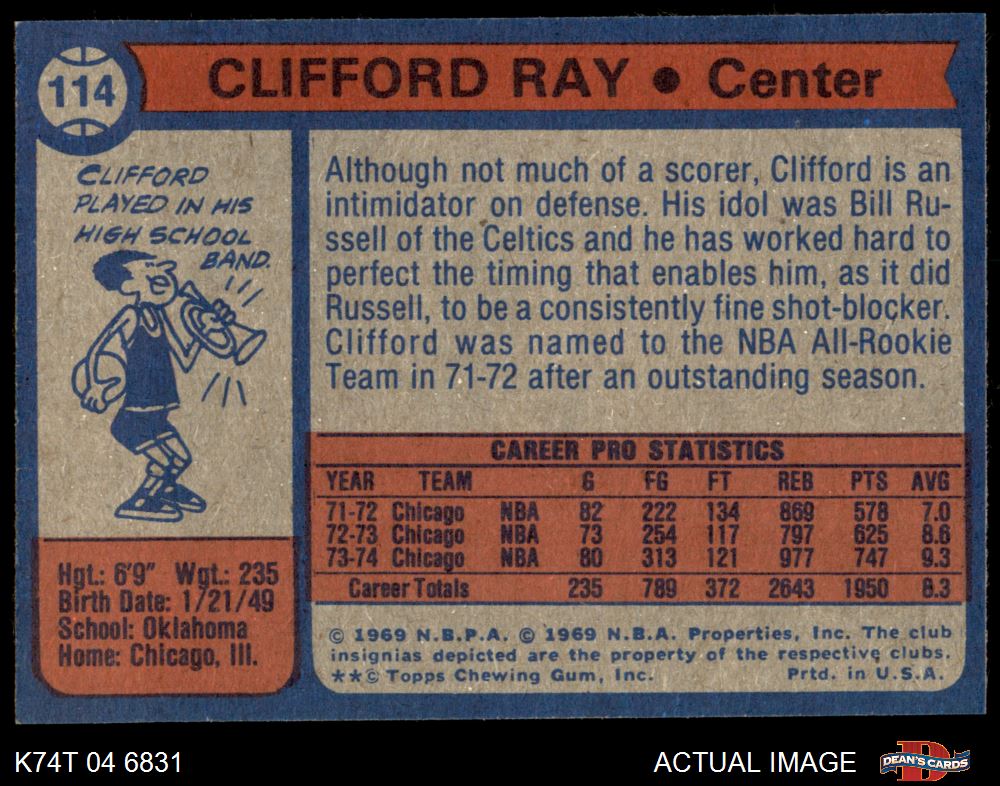 114
CLIFFORD RAY ● Center
CLIFFORD
PLAYED IN HIS
HIGH SCHOOL
BAND.
Although not much of a scorer, Clifford is an
intimidator on defense. His idol was Bill Ru-
ssell of the Celtics and he has worked hard to
perfect the timing that enables him, as it did
Russell, to be a consistently fine shot-blocker.
Clifford was named to the NBA All-Rookie
Team in 71-72 after an outstanding season.
Hgt.: 6'9" Wgt.: 235
Birth Date: 1/21/49
School: Oklahoma
Home: Chicago, Ill.
CAREER PRO STATISTICS
YEAR TEAM G FG FT REB PTS AVG
71-72 Chicago NBA 82 222 134 869 578 7.0
72-73 Chicago NBA 73 254 117 797 625 8.6
73-74 Chicago NBA 80 313 121 977 747 9.3
Career Totals 235 789 372 2643 1950 8.3
© 1969 N.B.P.A. © 1969 N.B.A. Properties, Inc. The club
insignias depicted are the property of the respective clubs.
**© Topps Chewing Gum, Inc. Prtd. in U.S.A.
K74T 04 6831
ACTUAL IMAGE
D
DEAN'S CARDS